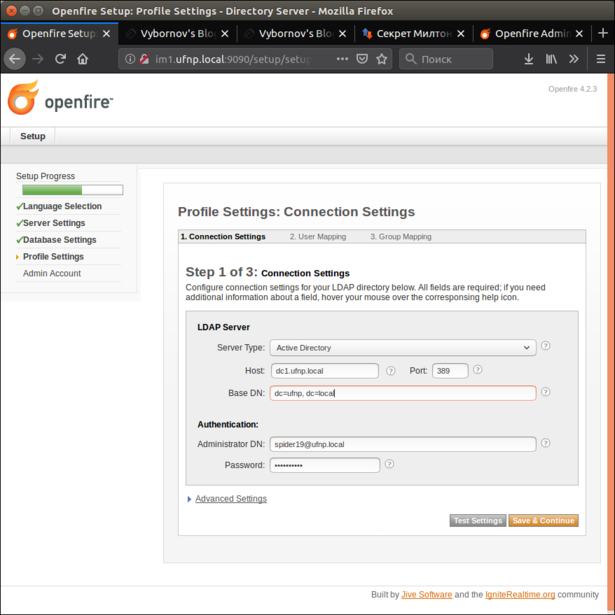 Openfire Setup: Profile Settings - Directory Server - Mozilla Firefox
Openfire Setup:
Vybornov's Blo
Vybornov's B
Секрет Милтон
Openfire Admin
im1.ufnp.local:9090/setup/setup
Поиск
openfire™
Openfire 4.2.3
Setup
Setup Progress
Language Selection
Server Settings
Database Settings
Profile Settings
Admin Account
Profile Settings: Connection Settings
1. Connection Settings 2. User Mapping 3. Group Mapping
Step 1 of 3: Connection Settings
Configure connection settings for your LDAP directory below. All fields are required; if you need
additional information about a field, hover your mouse over the corresponsing help icon.
LDAP Server
Server Type: Active Directory
Host: dc1.ufnp.local Port: 389
Base DN: dc=ufnp, dc=local
Authentication:
Administrator DN: spider19@ufnp.local
Password: ••••••••••
Advanced Settings
Test Settings Save & Continue
Built by Jive Software and the IgniteRealtime.org community